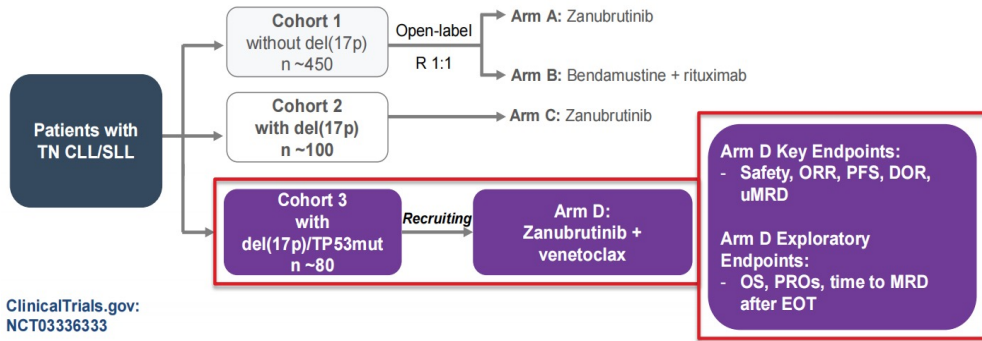 Patients with
TN CLL/SLL
Cohort 1
without del(17p)
n ~450
Open-label
R 1:1
Arm A: Zanubrutinib
Arm B: Bendamustine + rituximab
Cohort 2
with del(17p)
n ~100
Arm C: Zanubrutinib
Cohort 3
with
del(17p)/TP53mut
n ~80
Recruiting
Arm D:
Zanubrutinib +
venetoclax
Arm D Key Endpoints:
- Safety, ORR, PFS, DOR,
uMRD
Arm D Exploratory
Endpoints:
- OS, PROs, time to MRD
after EOT
ClinicalTrials.gov:
NCT03336333